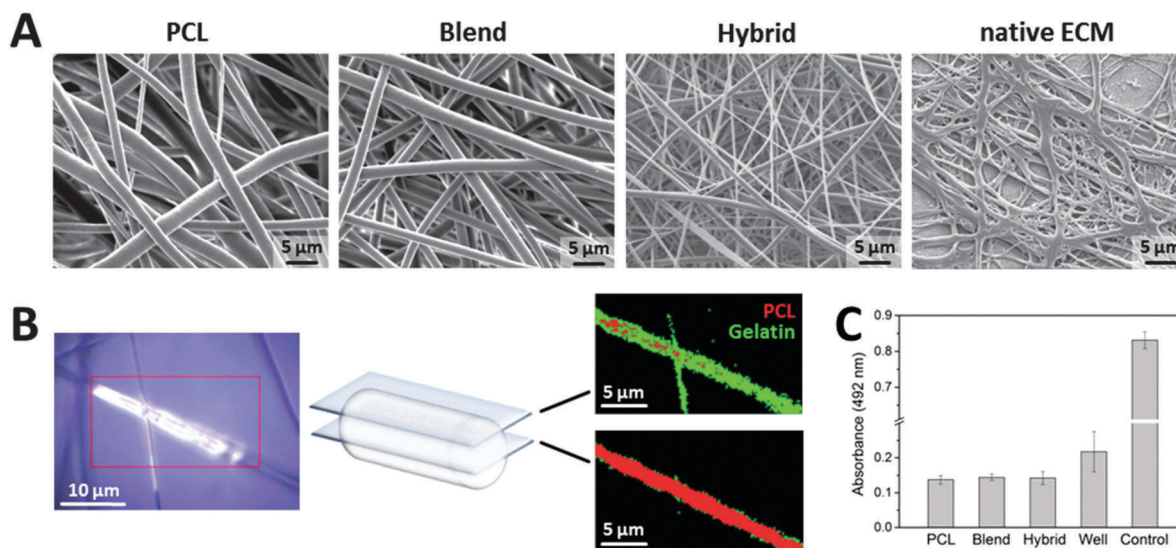 A
PCL
Blend
Hybrid
native ECM
5 μm
5 μm
5 μm
5 μm
B
10 μm
PCL
Gelatin
5 μm
5 μm
C
Absorbance (492 nm)
0.9
0.8
0.7
0.2
0.1
0.0
PCL
Blend
Hybrid
Well
Control